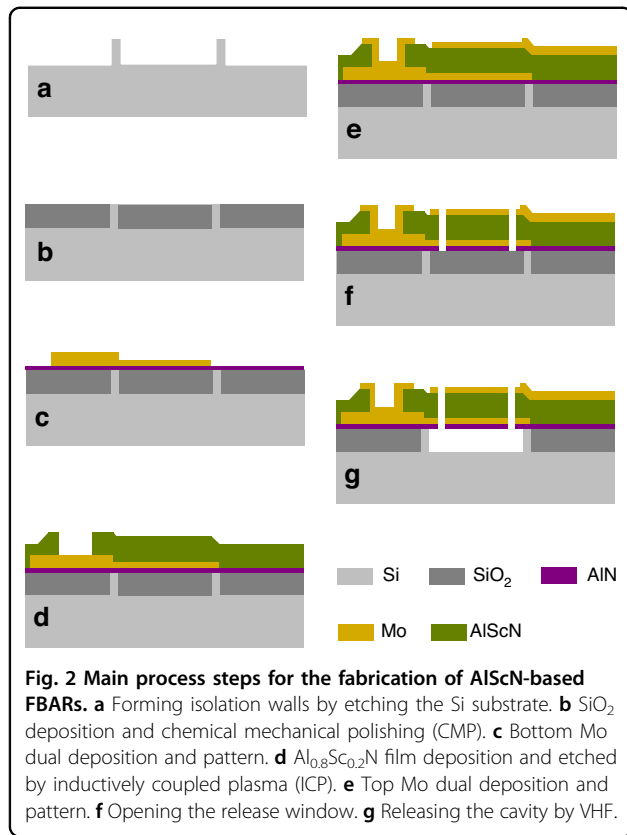 a
b
c
d
e
f
g
Si
SiO₂
AlN
Mo
AlScN
Fig. 2 Main process steps for the fabrication of AlScN-based
FBARs. a Forming isolation walls by etching the Si substrate. b SiO₂
deposition and chemical mechanical polishing (CMP). c Bottom Mo
dual deposition and pattern. d Al₀.₈Sc₀.₂N film deposition and etched
by inductively coupled plasma (ICP). e Top Mo dual deposition and
pattern. f Opening the release window. g Releasing the cavity by VHF.